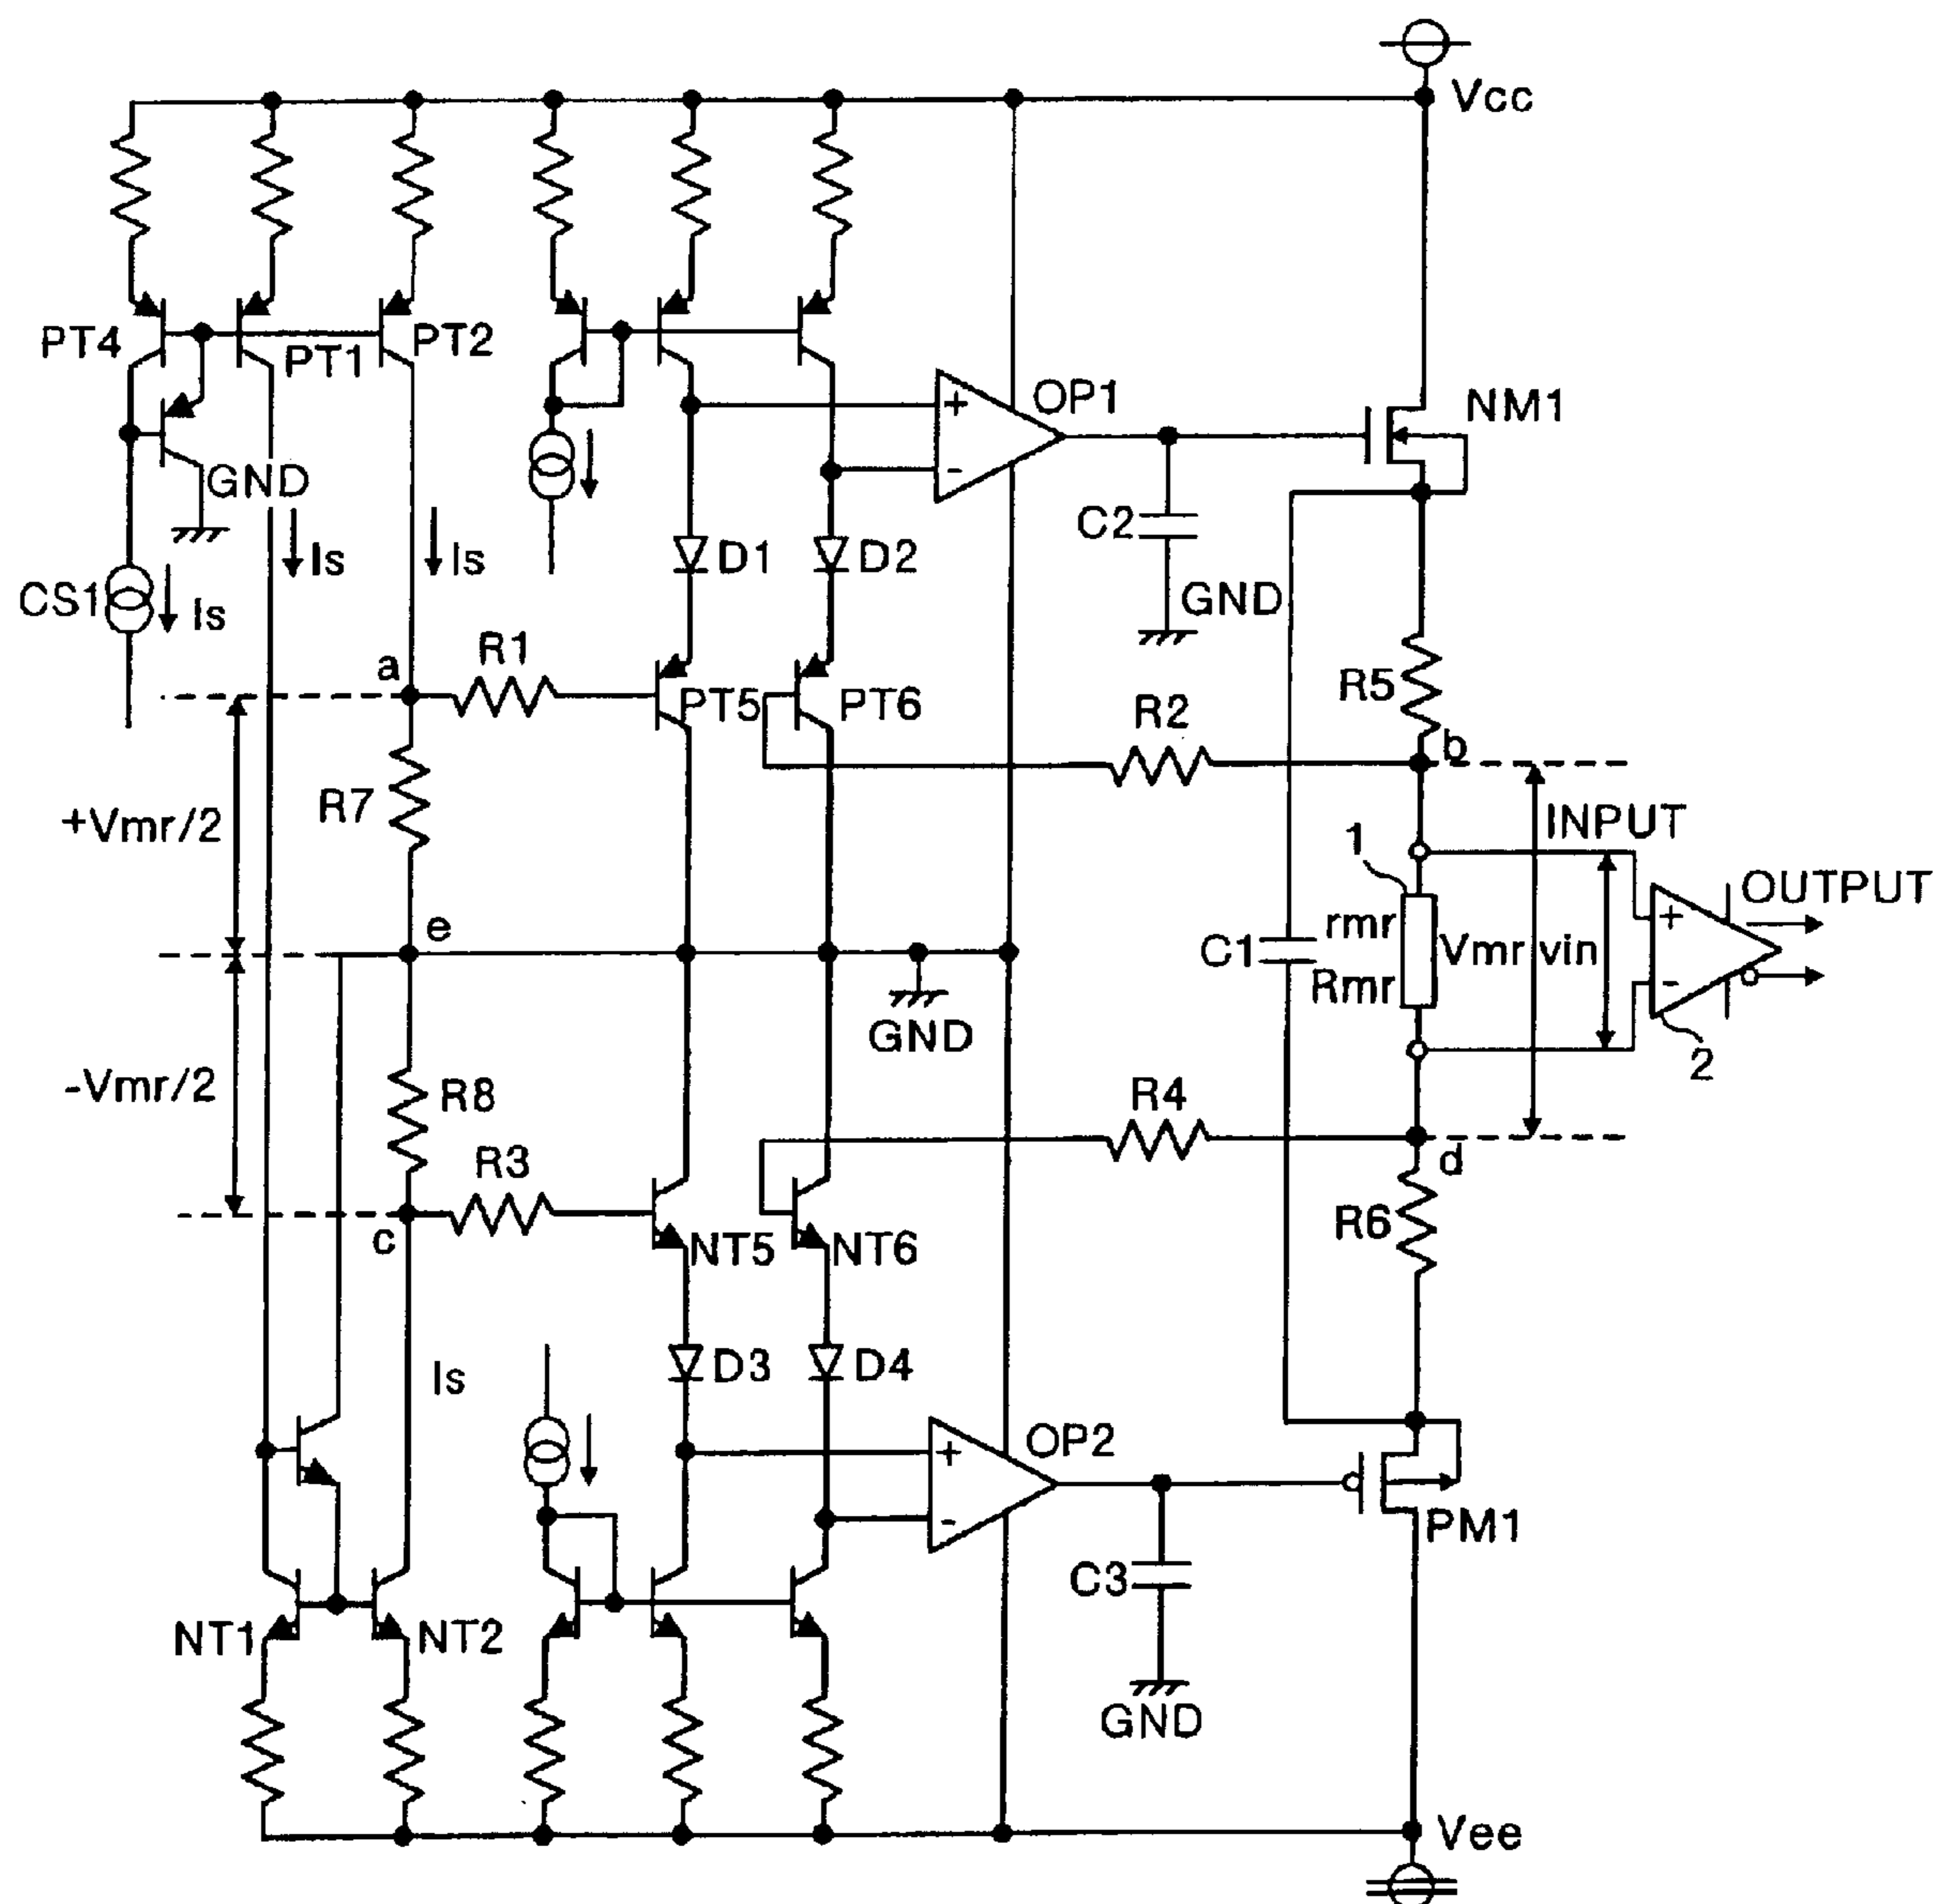 Vcc
PT4
PT1
PT2
OP1
NM1
+
-
GND
C2
Is
Is
D1
D2
CS1
Is
GND
R1
a
PT5
PT6
R2
R5
b
R7
+Vmr/2
INPUT
1
OUTPUT
e
rmr
Vmr
vin
+
C1
Rmr
-
GND
2
-Vmr/2
R8
R4
R3
d
c
R6
NT5
NT6
Is
D3
D4
OP2
+
-
PM1
C3
NT1
NT2
GND
Vee